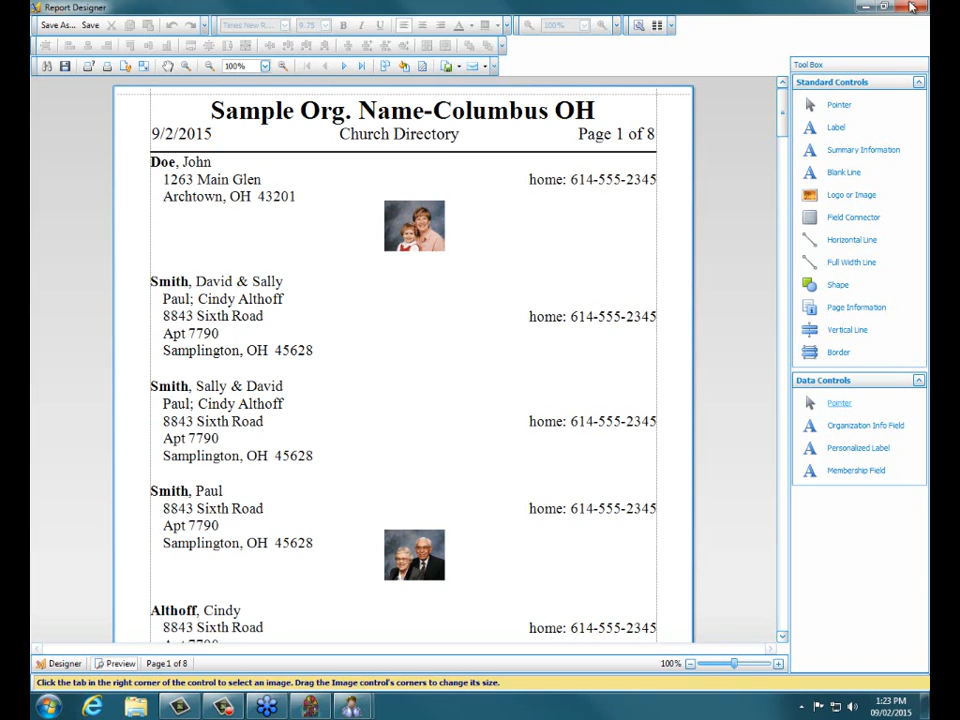 Report Designer
Save As... Save Times New R... 9.75 B I U A 100%
100%
Sample Org. Name-Columbus OH
9/2/2015 Church Directory Page 1 of 8
Doe, John
1263 Main Glen home: 614-555-2345
Archtown, OH 43201
Smith, David & Sally
Paul; Cindy Althoff
8843 Sixth Road home: 614-555-2345
Apt 7790
Samplington, OH 45628
Smith, Sally & David
Paul; Cindy Althoff
8843 Sixth Road home: 614-555-2345
Apt 7790
Samplington, OH 45628
Smith, Paul
8843 Sixth Road home: 614-555-2345
Apt 7790
Samplington, OH 45628
Althoff, Cindy
8843 Sixth Road home: 614-555-2345
Apt 7790
Tool Box
Standard Controls
Pointer
Label
Summary Information
Blank Line
Logo or Image
Field Connector
Horizontal Line
Full Width Line
Shape
Page Information
Vertical Line
Border
Data Controls
Pointer
Organization Info Field
Personalized Label
Membership Field
Designer Preview Page 1 of 8 100%
Click the tab in the right corner of the control to select an image. Drag the Image control's corners to change its size.
1:23 PM
09/02/2015